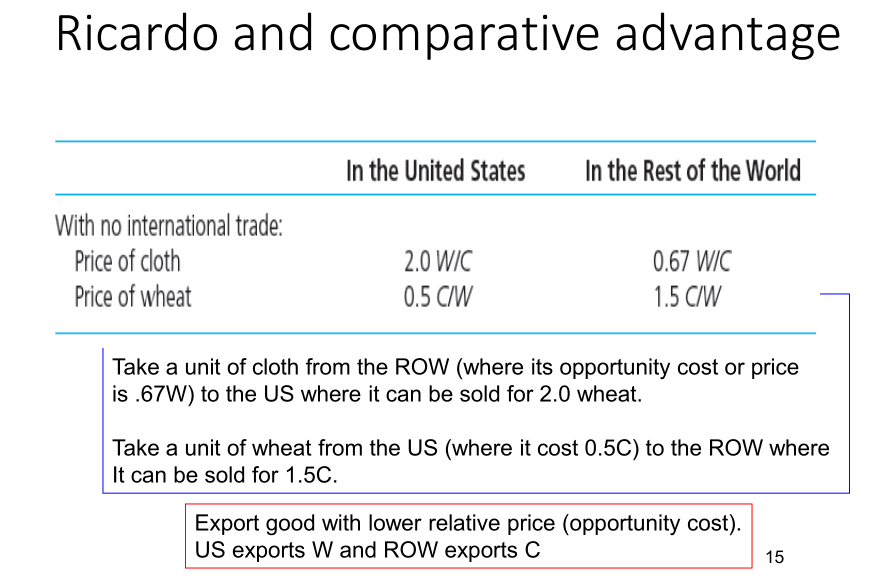 Ricardo and comparative advantage
In the United States In the Rest of the World
With no international trade:
Price of cloth 2.0 W/C 0.67 W/C
Price of wheat 0.5 C/W 1.5 C/W
Take a unit of cloth from the ROW (where its opportunity cost or price
is .67W) to the US where it can be sold for 2.0 wheat.
Take a unit of wheat from the US (where it cost 0.5C) to the ROW where
It can be sold for 1.5C.
Export good with lower relative price (opportunity cost).
US exports W and ROW exports C
15